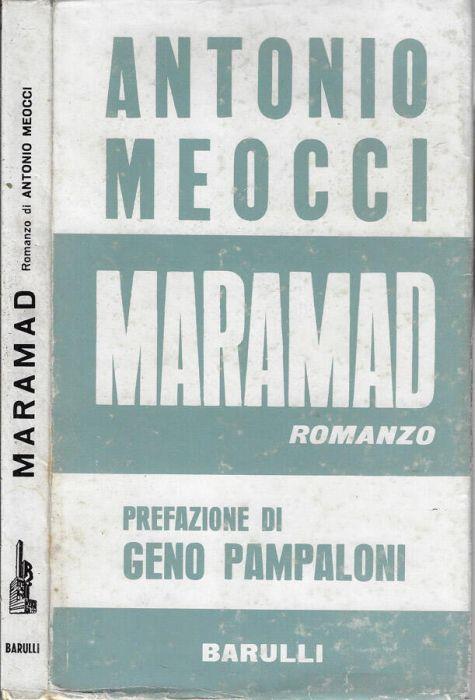 MARAMAD Romanzo di ANTONIO MEOCCI
BARULLI
ANTONIO
MEOCCI
MARAMAD
ROMANZO
PREFAZIONE DI
GENO PAMPALONI
BARULLI